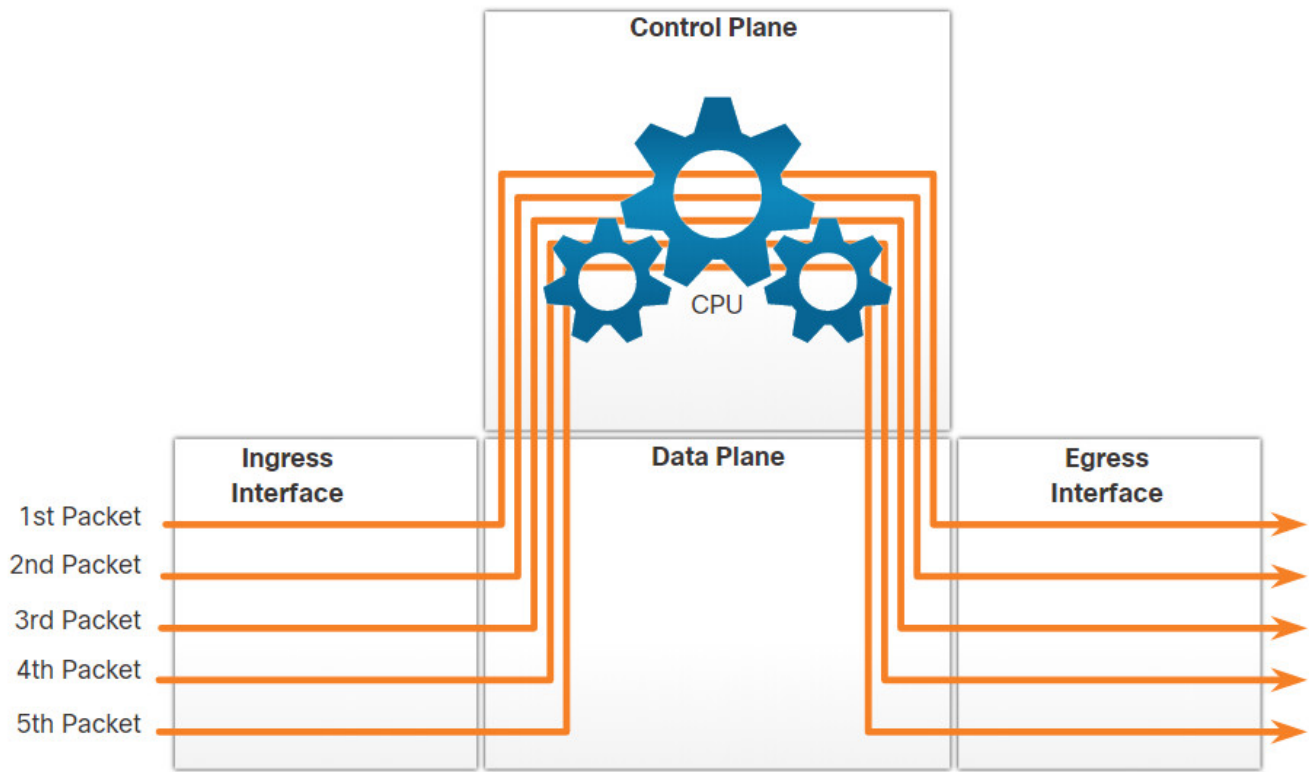 Control Plane
CPU
Ingress
Interface
Data Plane
Egress
Interface
1st Packet
2nd Packet
3rd Packet
4th Packet
5th Packet